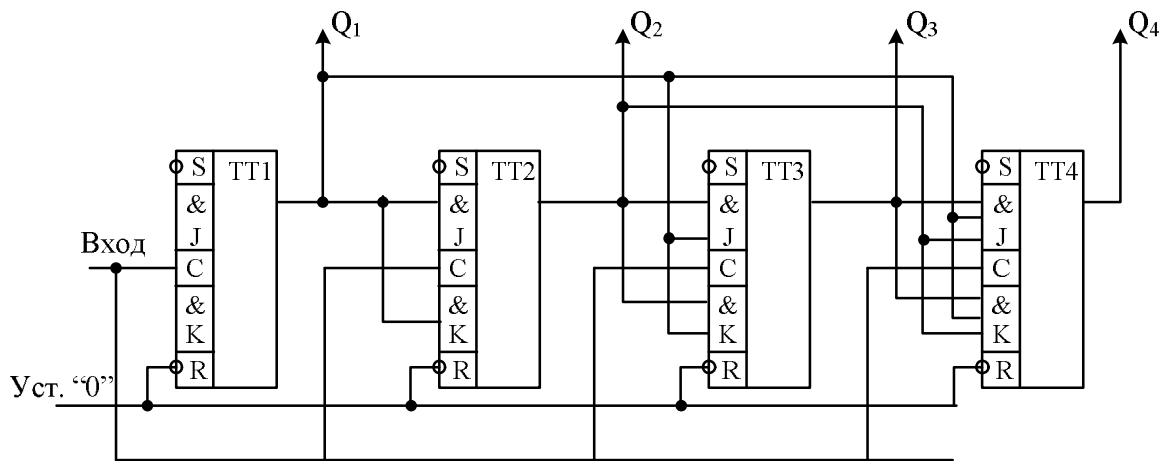 Q1 Q2 Q3 Q4
S TT1 S TT2 S TT3 S TT4
& & & &
J J J J
Вход
C C C C
& & & &
K K K K
R R R R
Уст. “0”